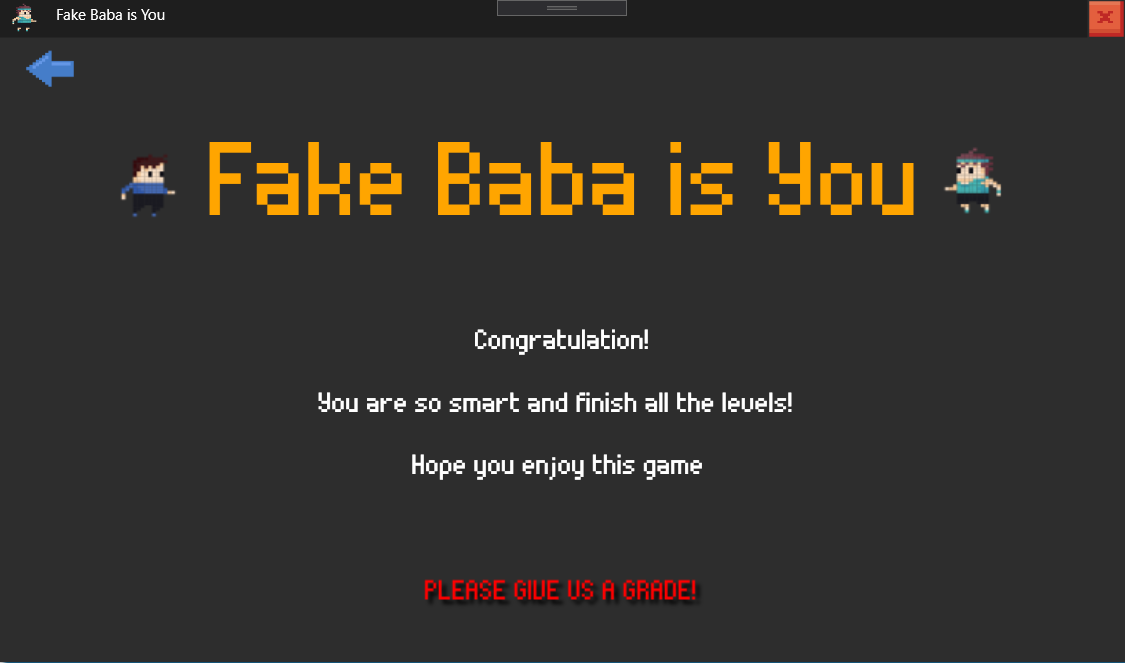 Fake Baba is You
Fake Baba is You
Congratulation!
You are so smart and finish all the levels!
Hope you enjoy this game
PLEASE GIVE US A GRADE!